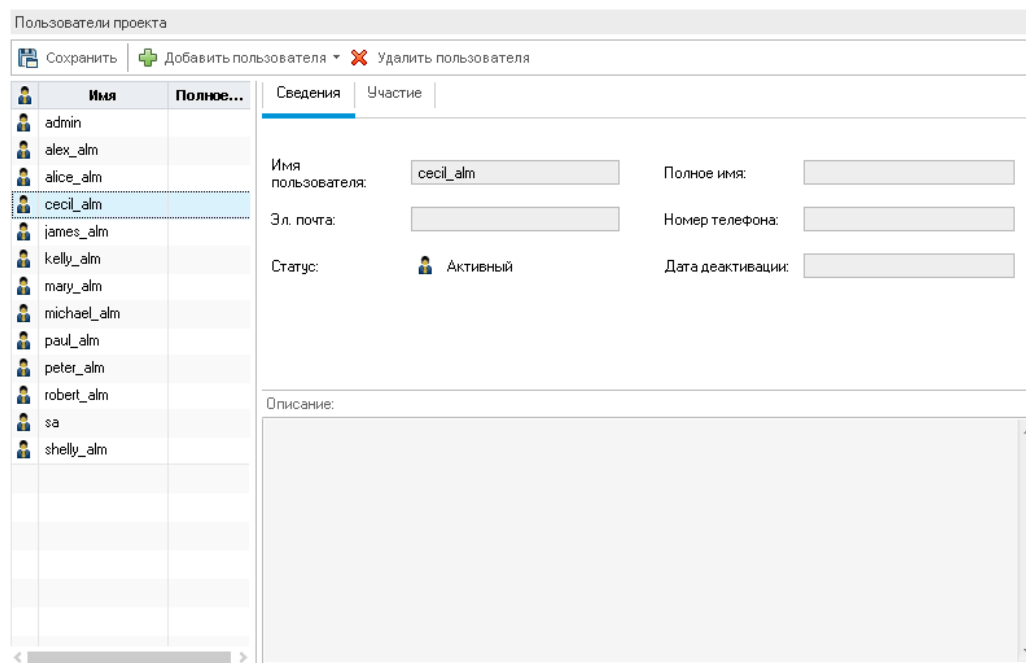 Пользователи проекта
Сохранить Добавить пользователя Удалить пользователя
Имя Полное...
admin
alex_alm
alice_alm
cecil_alm
james_alm
kelly_alm
mary_alm
michael_alm
paul_alm
peter_alm
robert_alm
sa
shelly_alm
Сведения Участие
Имя
пользователя: cecil_alm Полное имя:
Эл. почта: Номер телефона:
Статус: Активный Дата деактивации:
Описание: